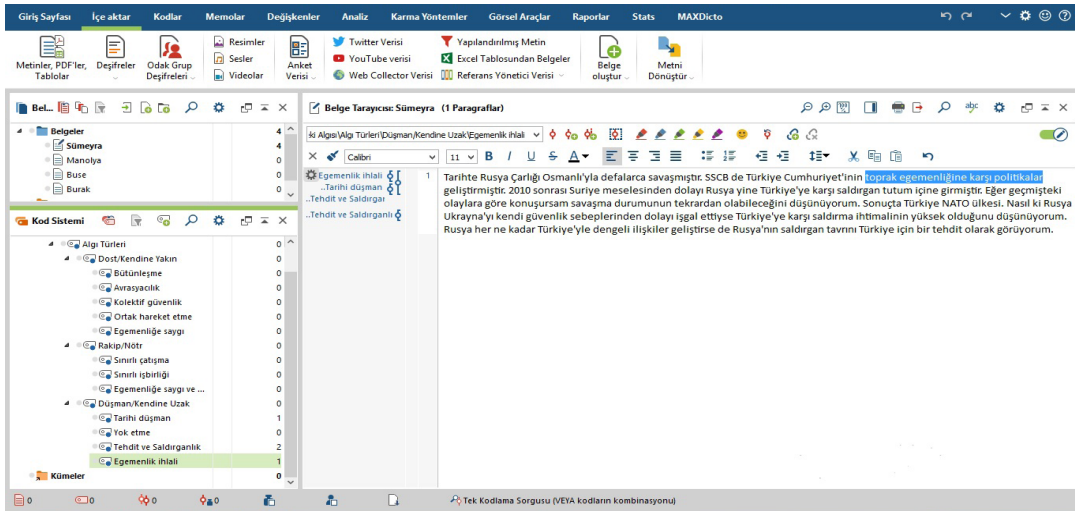 Giriş Sayfası İçe aktar Kodlar Memolar Değişkenler Analiz Karma Yöntemler Görsel Araçlar Raporlar Stats MAXDicto
Metinler, PDF'ler, Tablolar
Deşifreler
Odak Grup Deşifreleri
Resimler
Sesler
Videolar
Anket Verisi
Twitter Verisi
YouTube verisi
Web Collector Verisi
Yapılandırılmış Metin
Excel Tablosundan Belgeler
Referans Yönetici Verisi
Belge oluştur
Metni Dönüştür
Bel...
Belgeler 4
Sümeyra 4
Manolya 0
Buse 0
Burak 0
Kod Sistemi
Algı Türleri 0
Dost/Kendine Yakın 0
Bütünleşme 0
Avrasyacılık 0
Kolektif güvenlik 0
Ortak hareket etme 0
Egemenliğe saygı 0
Rakip/Nötr 0
Sınırlı çatışma 0
Sınırlı işbirliği 0
Egemenliğe saygı ve ... 0
Düşman/Kendine Uzak 0
Tarihi düşman 1
Yok etme 0
Tehdit ve Saldırganlık 2
Egemenlik ihlali 1
Kümeler 0
Belge Tarayıcısı: Sümeyra (1 Paragraflar)
ki Algısı\Algı Türleri\Düşman/Kendine Uzak\Egemenlik ihlali
Calibri 11 B I U S A
Egemenlik ihlali
..Tarihi düşman
..Tehdit ve Saldırgaı
..Tehdit ve Saldırganlı
1
Tarihte Rusya Çarlığı Osmanlı'yla defalarca savaşmıştır. SSCB de Türkiye Cumhuriyet'inin toprak egemenliğine karşı politikalar
geliştirmiştir. 2010 sonrası Suriye meselesinden dolayı Rusya yine Türkiye'ye karşı saldırgan tutum içine girmiştir. Eğer geçmişteki
olaylara göre konuşursam savaşma durumunun tekrardan olabileceğini düşünüyorum. Sonuçta Türkiye NATO ülkesi. Nasıl ki Rusya
Ukrayna'yı kendi güvenlik sebeplerinden dolayı işgal ettiyse Türkiye'ye karşı saldırma ihtimalinin yüksek olduğunu düşünüyorum.
Rusya her ne kadar Türkiye'yle dengeli ilişkiler geliştirse de Rusya'nın saldırgan tavrını Türkiye için bir tehdit olarak görüyorum.
0 0 0 0 Tek Kodlama Sorgusu (VEYA kodların kombinasyonu)